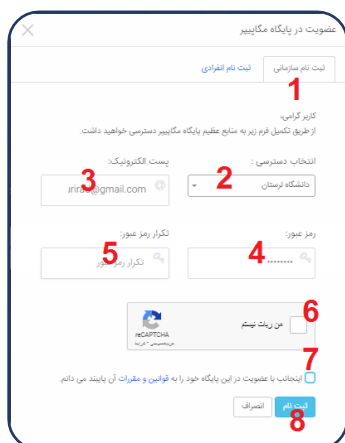 عضویت در پایگاه مگاپیپر
ثبت نام سازمانی
ثبت نام انفرادی
1
کاربر گرامی،
از طریق تکمیل فرم زیر به منابع عظیم پایگاه مگاپیپر دسترسی خواهید داشت.
انتخاب دسترسی :
پست الکترونیک:
دانشگاه لرستان
2
@gmail.com
3
رمز عبور:
تکرار رمز عبور:
4
تکرار رمز عبور
5
من ربات نیستم
6
reCAPTCHA
7
اینجانب با عضویت در این پایگاه خود را به قوانین و مقررات آن پایبند می دانم.
ثبت نام
انصراف
8